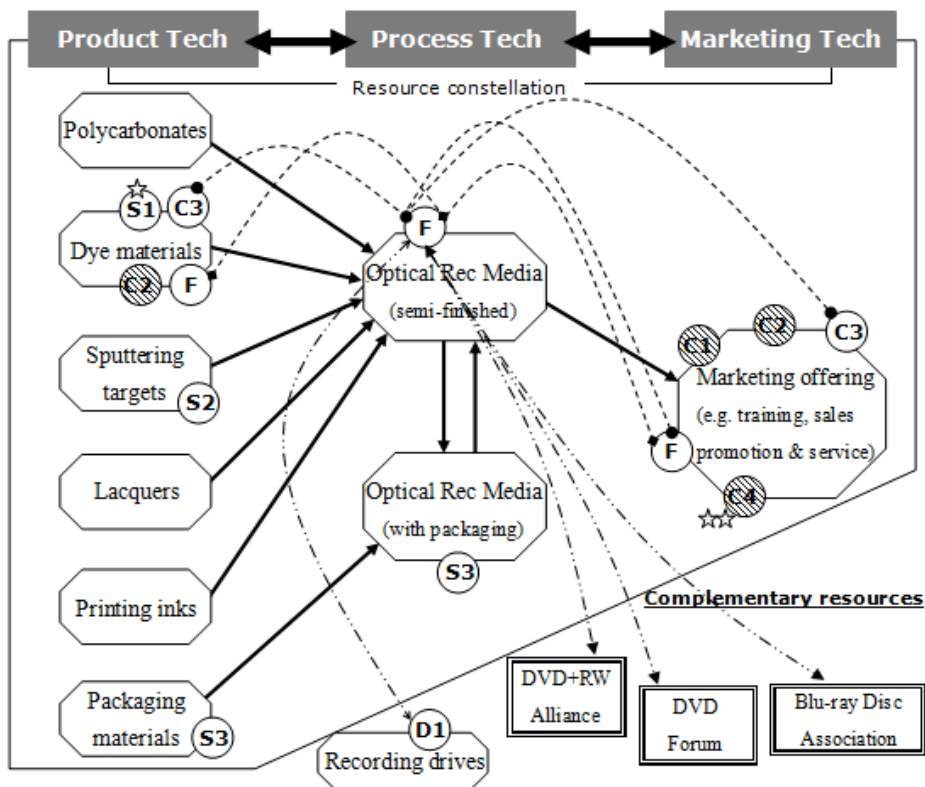 Product Tech
Process Tech
Marketing Tech
Resource constellation
Polycarbonates
S1
C3
Dye materials
C2
F
F
Optical Rec Media
(semi-finished)
Sputtering
targets
S2
C1
C2
C3
Marketing offering
(e.g. training, sales
promotion & service)
F
C4
Lacquers
Optical Rec Media
(with packaging)
S3
Printing inks
Complementary resources
Packaging
materials
S3
D1
Recording drives
DVD+RW
Alliance
DVD
Forum
Blu-ray Disc
Association